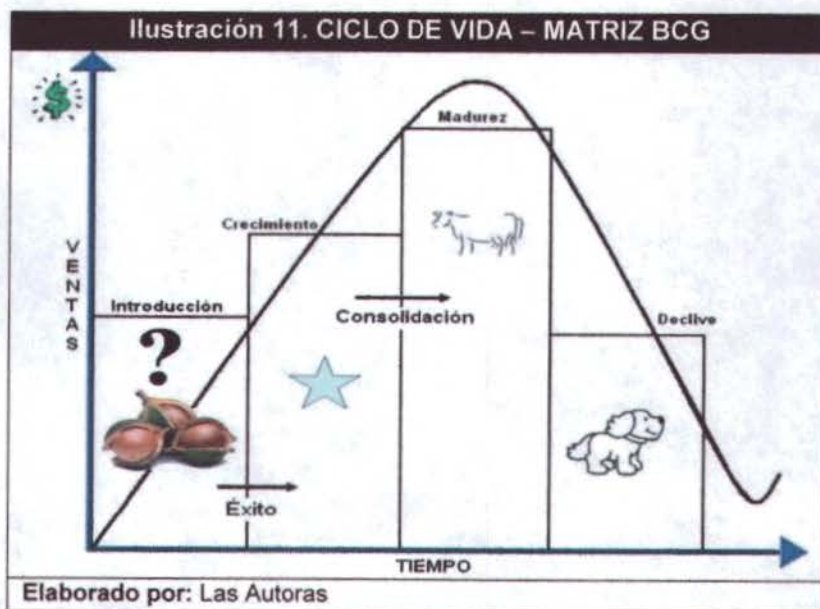 Ilustración 11. CICLO DE VIDA – MATRIZ BCG
$
VENTAS
Madurez
Crecimiento
Introducción
?
Consolidación
Declive
Éxito
TIEMPO
Elaborado por: Las Autoras